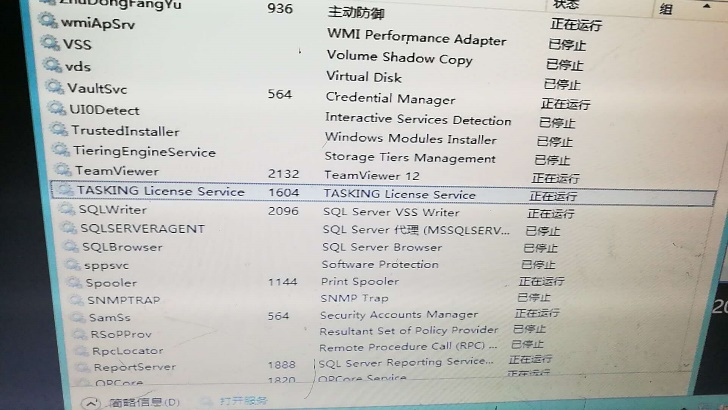 ZhuDongFangYu 936 主动防御 状态 组
wmiApSrv WMI Performance Adapter 正在运行
VSS Volume Shadow Copy 已停止
vds Virtual Disk 已停止
VaultSvc 564 Credential Manager 正在运行
UI0Detect Interactive Services Detection 已停止
TrustedInstaller Windows Modules Installer 已停止
TieringEngineService Storage Tiers Management 已停止
TeamViewer 2132 TeamViewer 12 正在运行
TASKING License Service 1604 TASKING License Service 正在运行
SQLWriter 2096 SQL Server VSS Writer 正在运行
SQLSERVERAGENT SQL Server 代理 (MSSQLSERV... 已停止
SQLBrowser SQL Server Browser 已停止
sppsvc Software Protection 已停止
Spooler 1144 Print Spooler 正在运行
SNMPTRAP SNMP Trap 已停止
SamSs 564 Security Accounts Manager 正在运行
RSoPProv Resultant Set of Policy Provider 已停止
RpcLocator Remote Procedure Call (RPC) ... 已停止
ReportServer 1888 SQL Server Reporting Service... 正在运行
OPCore 1820 OPCore Service 正在运行
简略信息(D) 打开服务